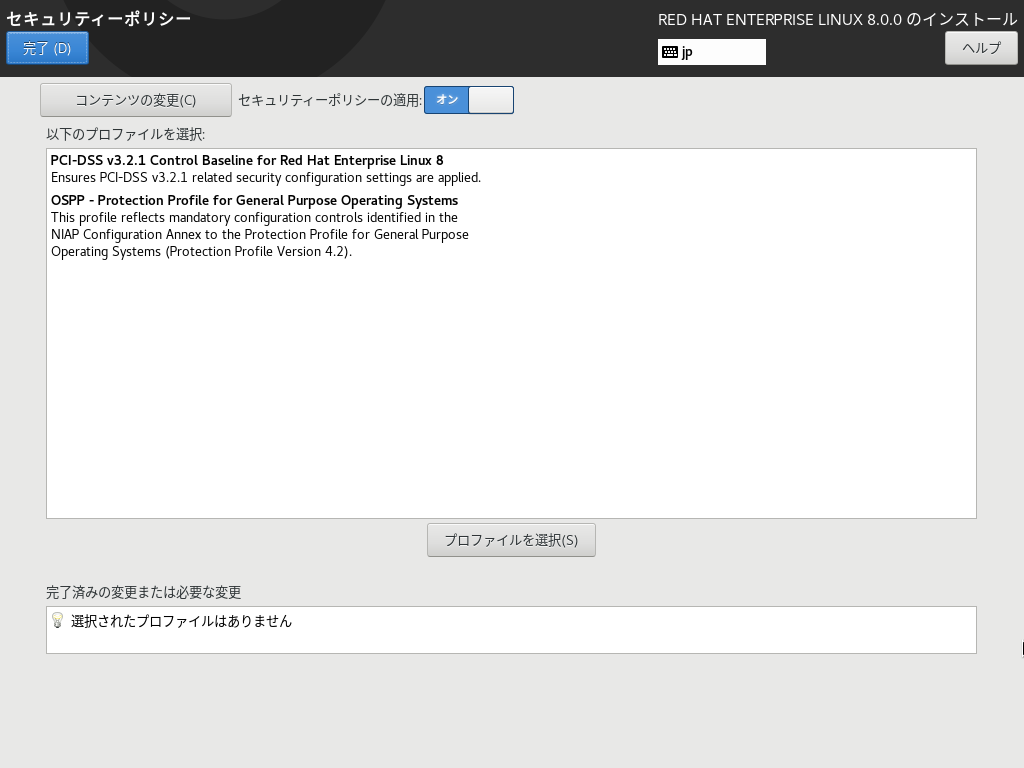 セキュリティーポリシー
RED HAT ENTERPRISE LINUX 8.0.0 のインストール
完了 (D)
jp
ヘルプ
コンテンツの変更(C)
セキュリティーポリシーの適用:
オン
以下のプロファイルを選択:
PCI-DSS v3.2.1 Control Baseline for Red Hat Enterprise Linux 8
Ensures PCI-DSS v3.2.1 related security configuration settings are applied.
OSPP - Protection Profile for General Purpose Operating Systems
This profile reflects mandatory configuration controls identified in the
NIAP Configuration Annex to the Protection Profile for General Purpose
Operating Systems (Protection Profile Version 4.2).
プロファイルを選択(S)
完了済みの変更または必要な変更
選択されたプロファイルはありません